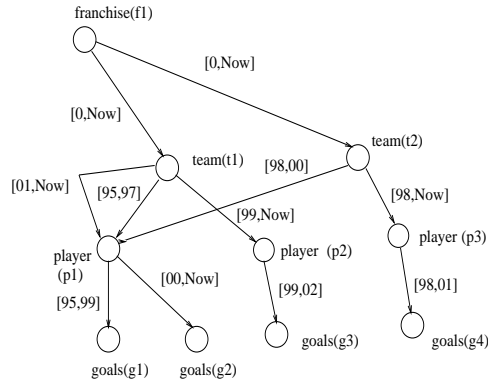 franchise(f1)
[0,Now]
[0,Now]
team(t1)
team(t2)
[98,00]
[01,Now]
[95,97]
[98,Now]
[99,Now]
player
(p1)
player (p2)
player (p3)
[00,Now]
[95,99]
[99,02]
[98,01]
goals(g1)
goals(g2)
goals(g3)
goals(g4)